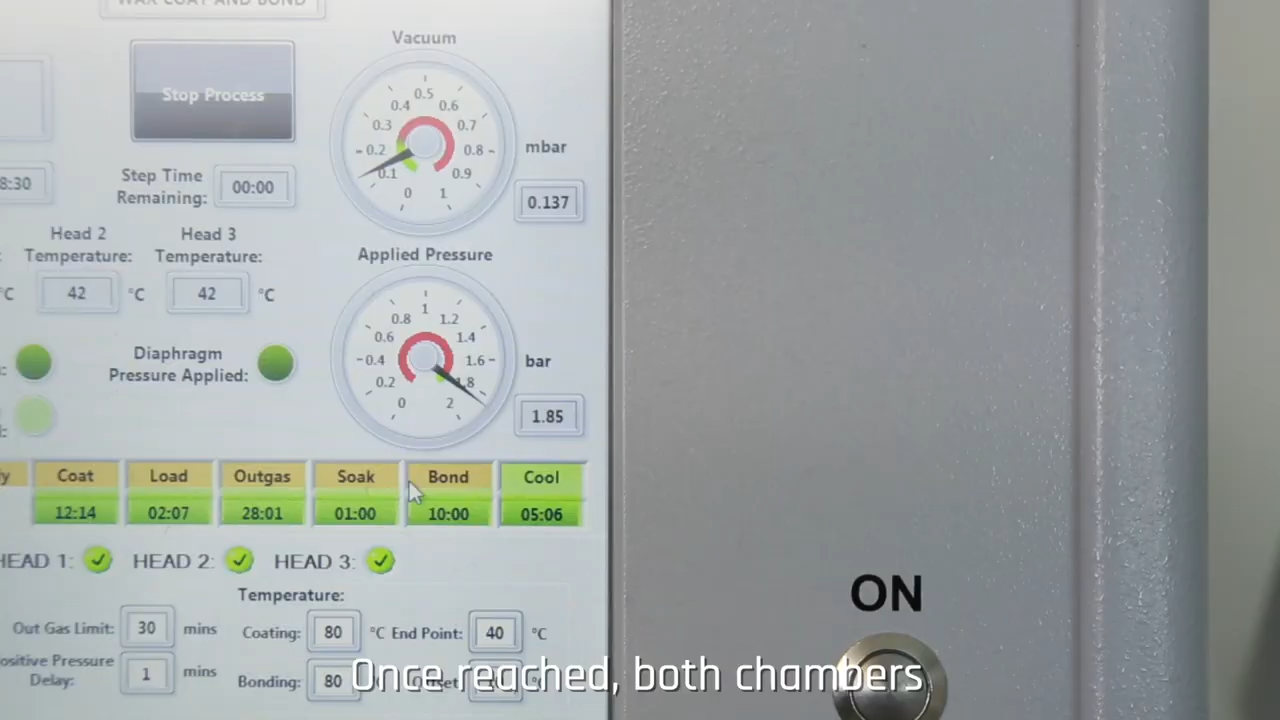 WAX COAT AND BOND
Stop Process
Vacuum
0 0.1 0.2 0.3 0.4 0.5 0.6 0.7 0.8 0.9 1
mbar
0.137
8:30
Step Time
Remaining:
00:00
Head 2
Temperature:
42 °C
Head 3
Temperature:
42 °C
°C
Applied Pressure
0 0.2 0.4 0.6 0.8 1 1.2 1.4 1.6 1.8 2
bar
1.85
Diaphragm
Pressure Applied:
Coat Load Outgas Soak Bond Cool
12:14 02:07 28:01 01:00 10:00 05:06
HEAD 1: HEAD 2: HEAD 3:
Temperature:
Out Gas Limit: 30 mins Coating: 80 °C End Point: 40 °C
ositive Pressure
Delay: 1 mins Bonding: 80
ON
Once reached, both chambers